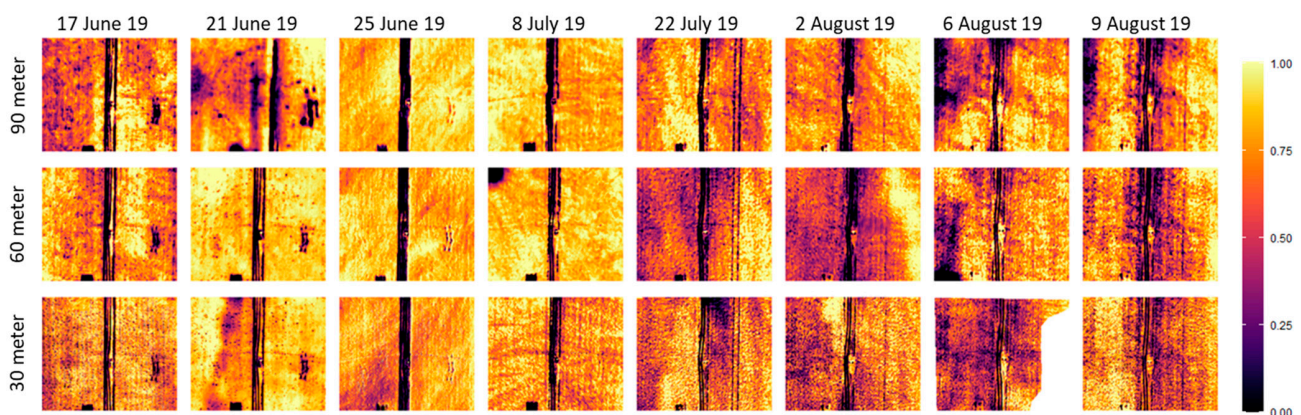 17 June 19 21 June 19 25 June 19 8 July 19 22 July 19 2 August 19 6 August 19 9 August 19
90 meter
60 meter
30 meter
1.00
0.75
0.50
0.25
0.00